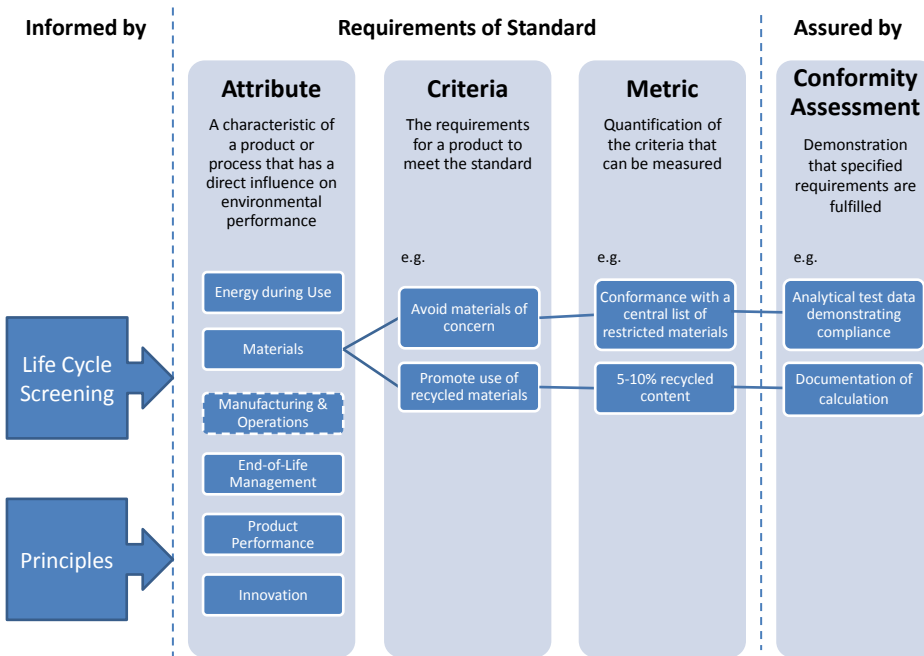 Informed by
Requirements of Standard
Assured by
Attribute
A characteristic of
a product or
process that has a
direct influence on
environmental
performance
Criteria
The requirements
for a product to
meet the standard
Metric
Quantification of
the criteria that
can be measured
Conformity
Assessment
Demonstration
that specified
requirements are
fulfilled
e.g.
e.g.
e.g.
Life Cycle
Screening
Principles
Energy during Use
Materials
Manufacturing &
Operations
End-of-Life
Management
Product
Performance
Innovation
Avoid materials of
concern
Promote use of
recycled materials
Conformance with a
central list of
restricted materials
5-10% recycled
content
Analytical test data
demonstrating
compliance
Documentation of
calculation